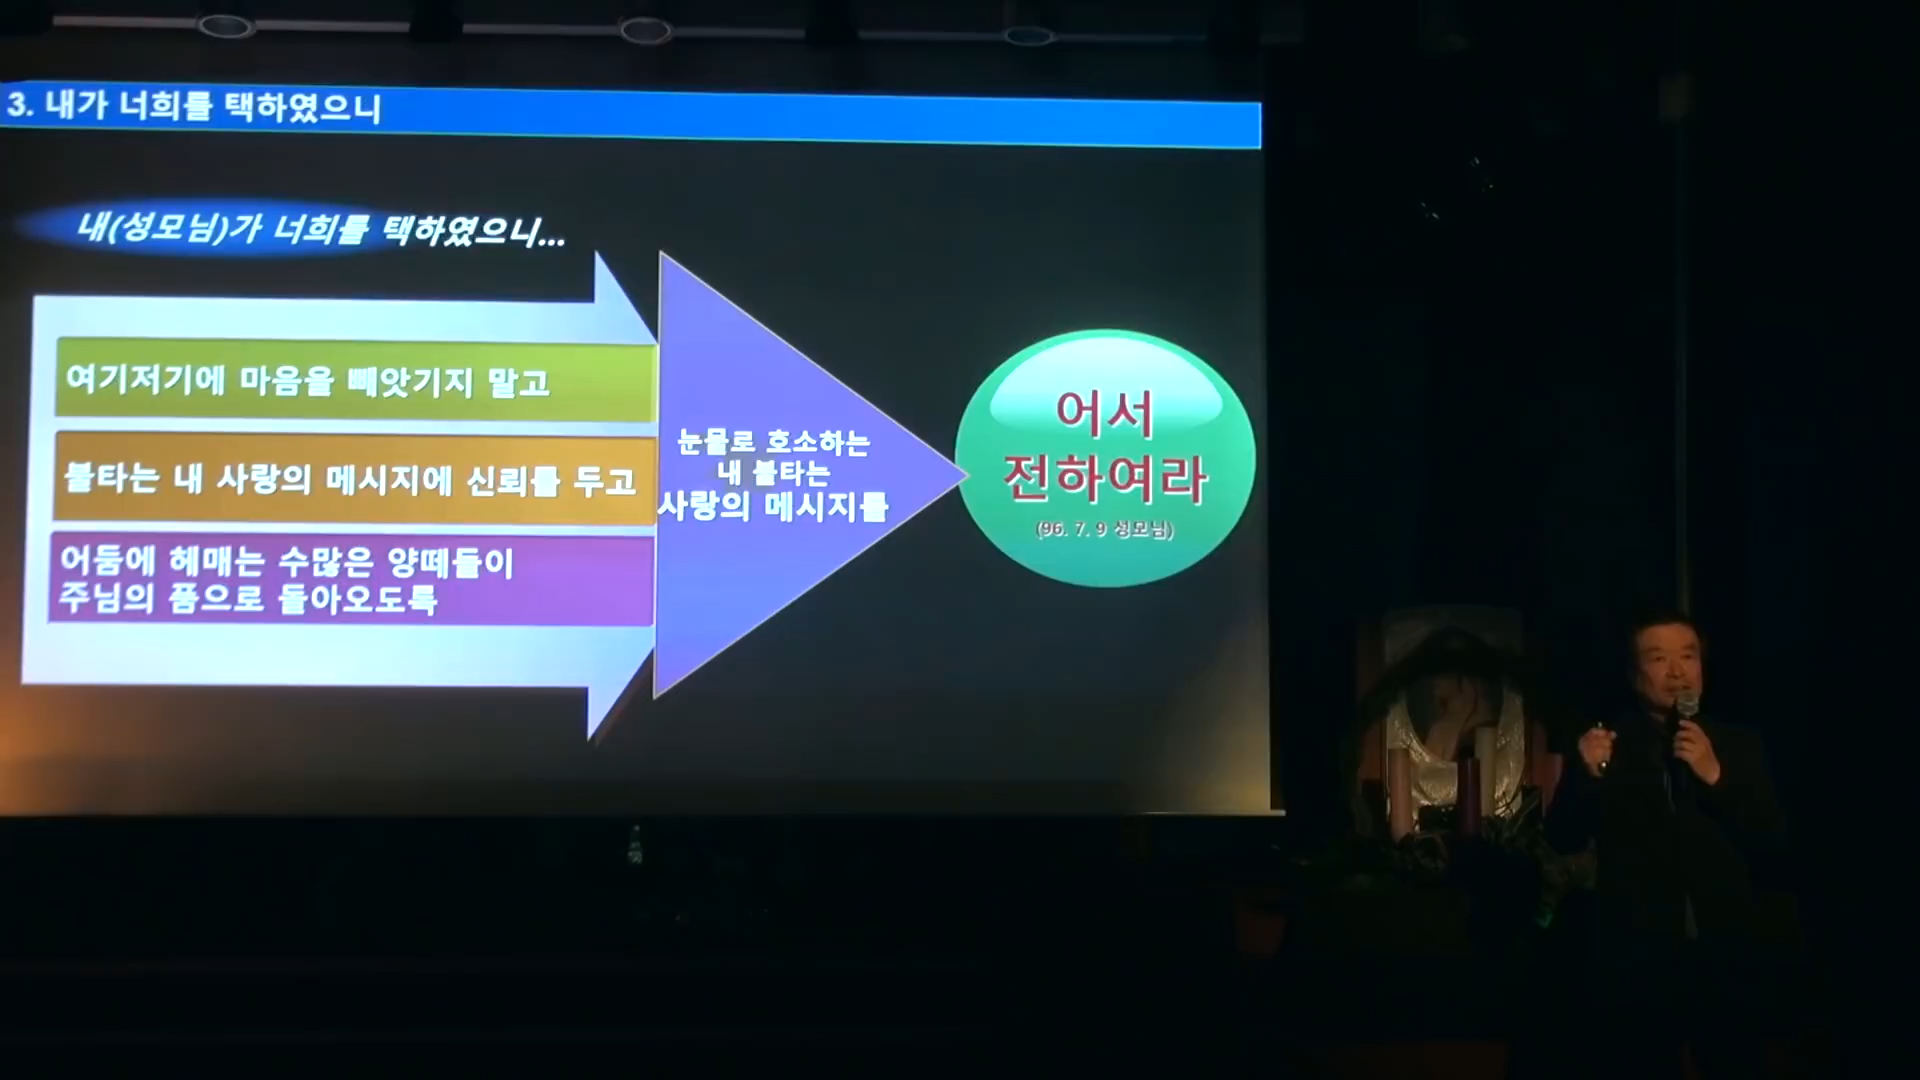 3. 내가 너희를 택하였으니
내(성모님)가 너희를 택하였으니...
여기저기에 마음을 빼앗기지 말고
불타는 내 사랑의 메시지에 신뢰를 두고
어둠에 헤매는 수많은 양떼들이
주님의 품으로 돌아오도록
눈물로 호소하는
내 불타는
사랑의 메시지를
어서
전하여라
(96. 7. 9 성모님)